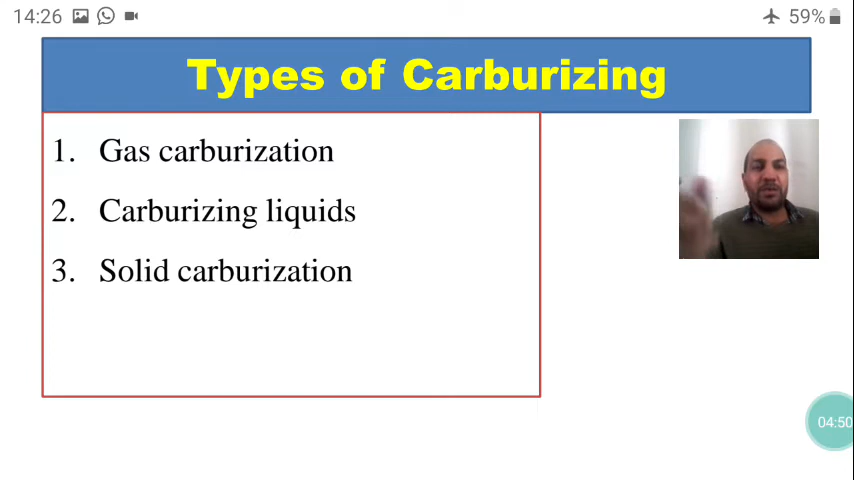 14:26
59%
Types of Carburizing
1. Gas carburization
2. Carburizing liquids
3. Solid carburization
04:50